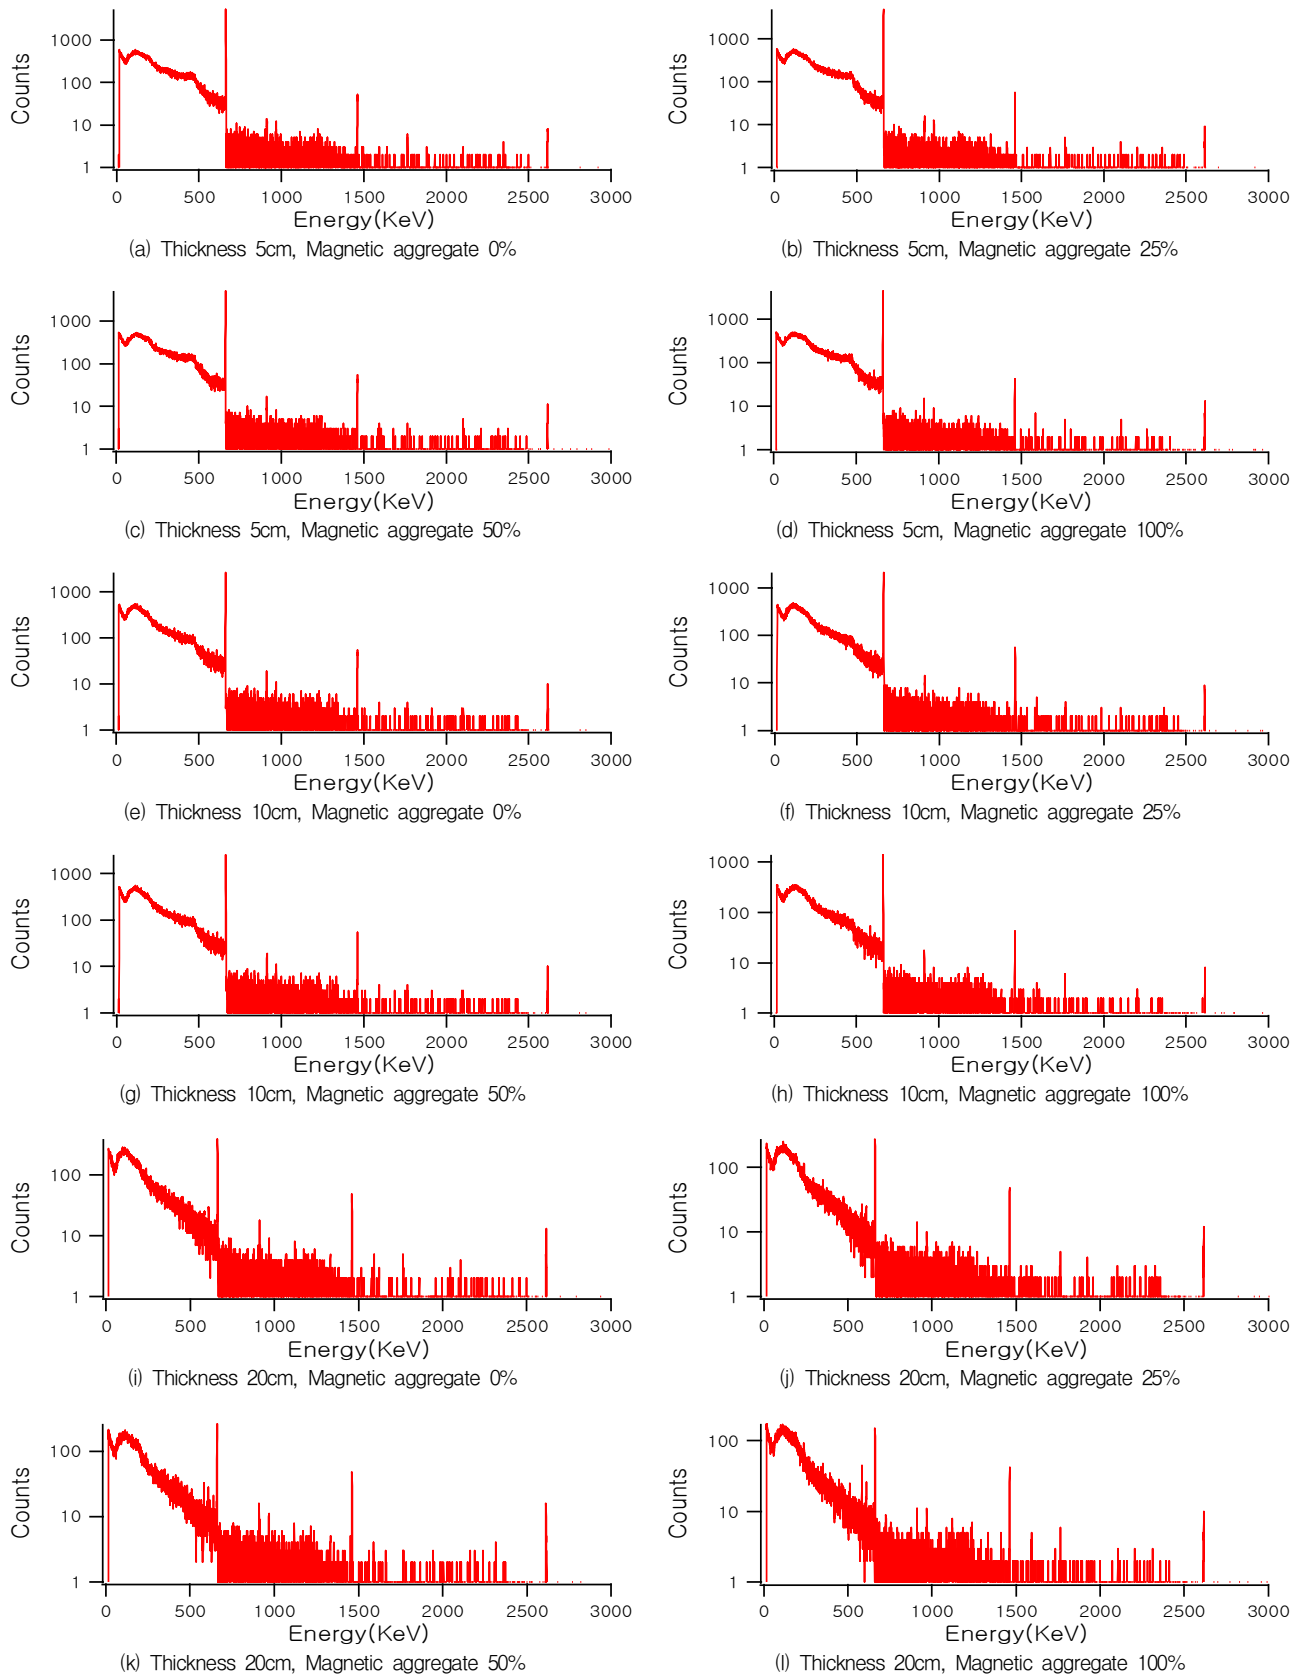 1000
100
10
1
Counts
0 500 1000 1500 2000 2500 3000
Energy(KeV)
(a) Thickness 5cm, Magnetic aggregate 0%
1000
100
10
1
Counts
0 500 1000 1500 2000 2500 3000
Energy(KeV)
(b) Thickness 5cm, Magnetic aggregate 25%
1000
100
10
1
Counts
0 500 1000 1500 2000 2500 3000
Energy(KeV)
(c) Thickness 5cm, Magnetic aggregate 50%
1000
100
10
1
Counts
0 500 1000 1500 2000 2500 3000
Energy(KeV)
(d) Thickness 5cm, Magnetic aggregate 100%
1000
100
10
1
Counts
0 500 1000 1500 2000 2500 3000
Energy(KeV)
(e) Thickness 10cm, Magnetic aggregate 0%
1000
100
10
1
Counts
0 500 1000 1500 2000 2500 3000
Energy(KeV)
(f) Thickness 10cm, Magnetic aggregate 25%
1000
100
10
1
Counts
0 500 1000 1500 2000 2500 3000
Energy(KeV)
(g) Thickness 10cm, Magnetic aggregate 50%
1000
100
10
1
Counts
0 500 1000 1500 2000 2500 3000
Energy(KeV)
(h) Thickness 10cm, Magnetic aggregate 100%
100
10
1
Counts
0 500 1000 1500 2000 2500 3000
Energy(KeV)
(i) Thickness 20cm, Magnetic aggregate 0%
100
10
1
Counts
0 500 1000 1500 2000 2500 3000
Energy(KeV)
(j) Thickness 20cm, Magnetic aggregate 25%
100
10
1
Counts
0 500 1000 1500 2000 2500 3000
Energy(KeV)
(k) Thickness 20cm, Magnetic aggregate 50%
100
10
1
Counts
0 500 1000 1500 2000 2500 3000
Energy(KeV)
(l) Thickness 20cm, Magnetic aggregate 100%